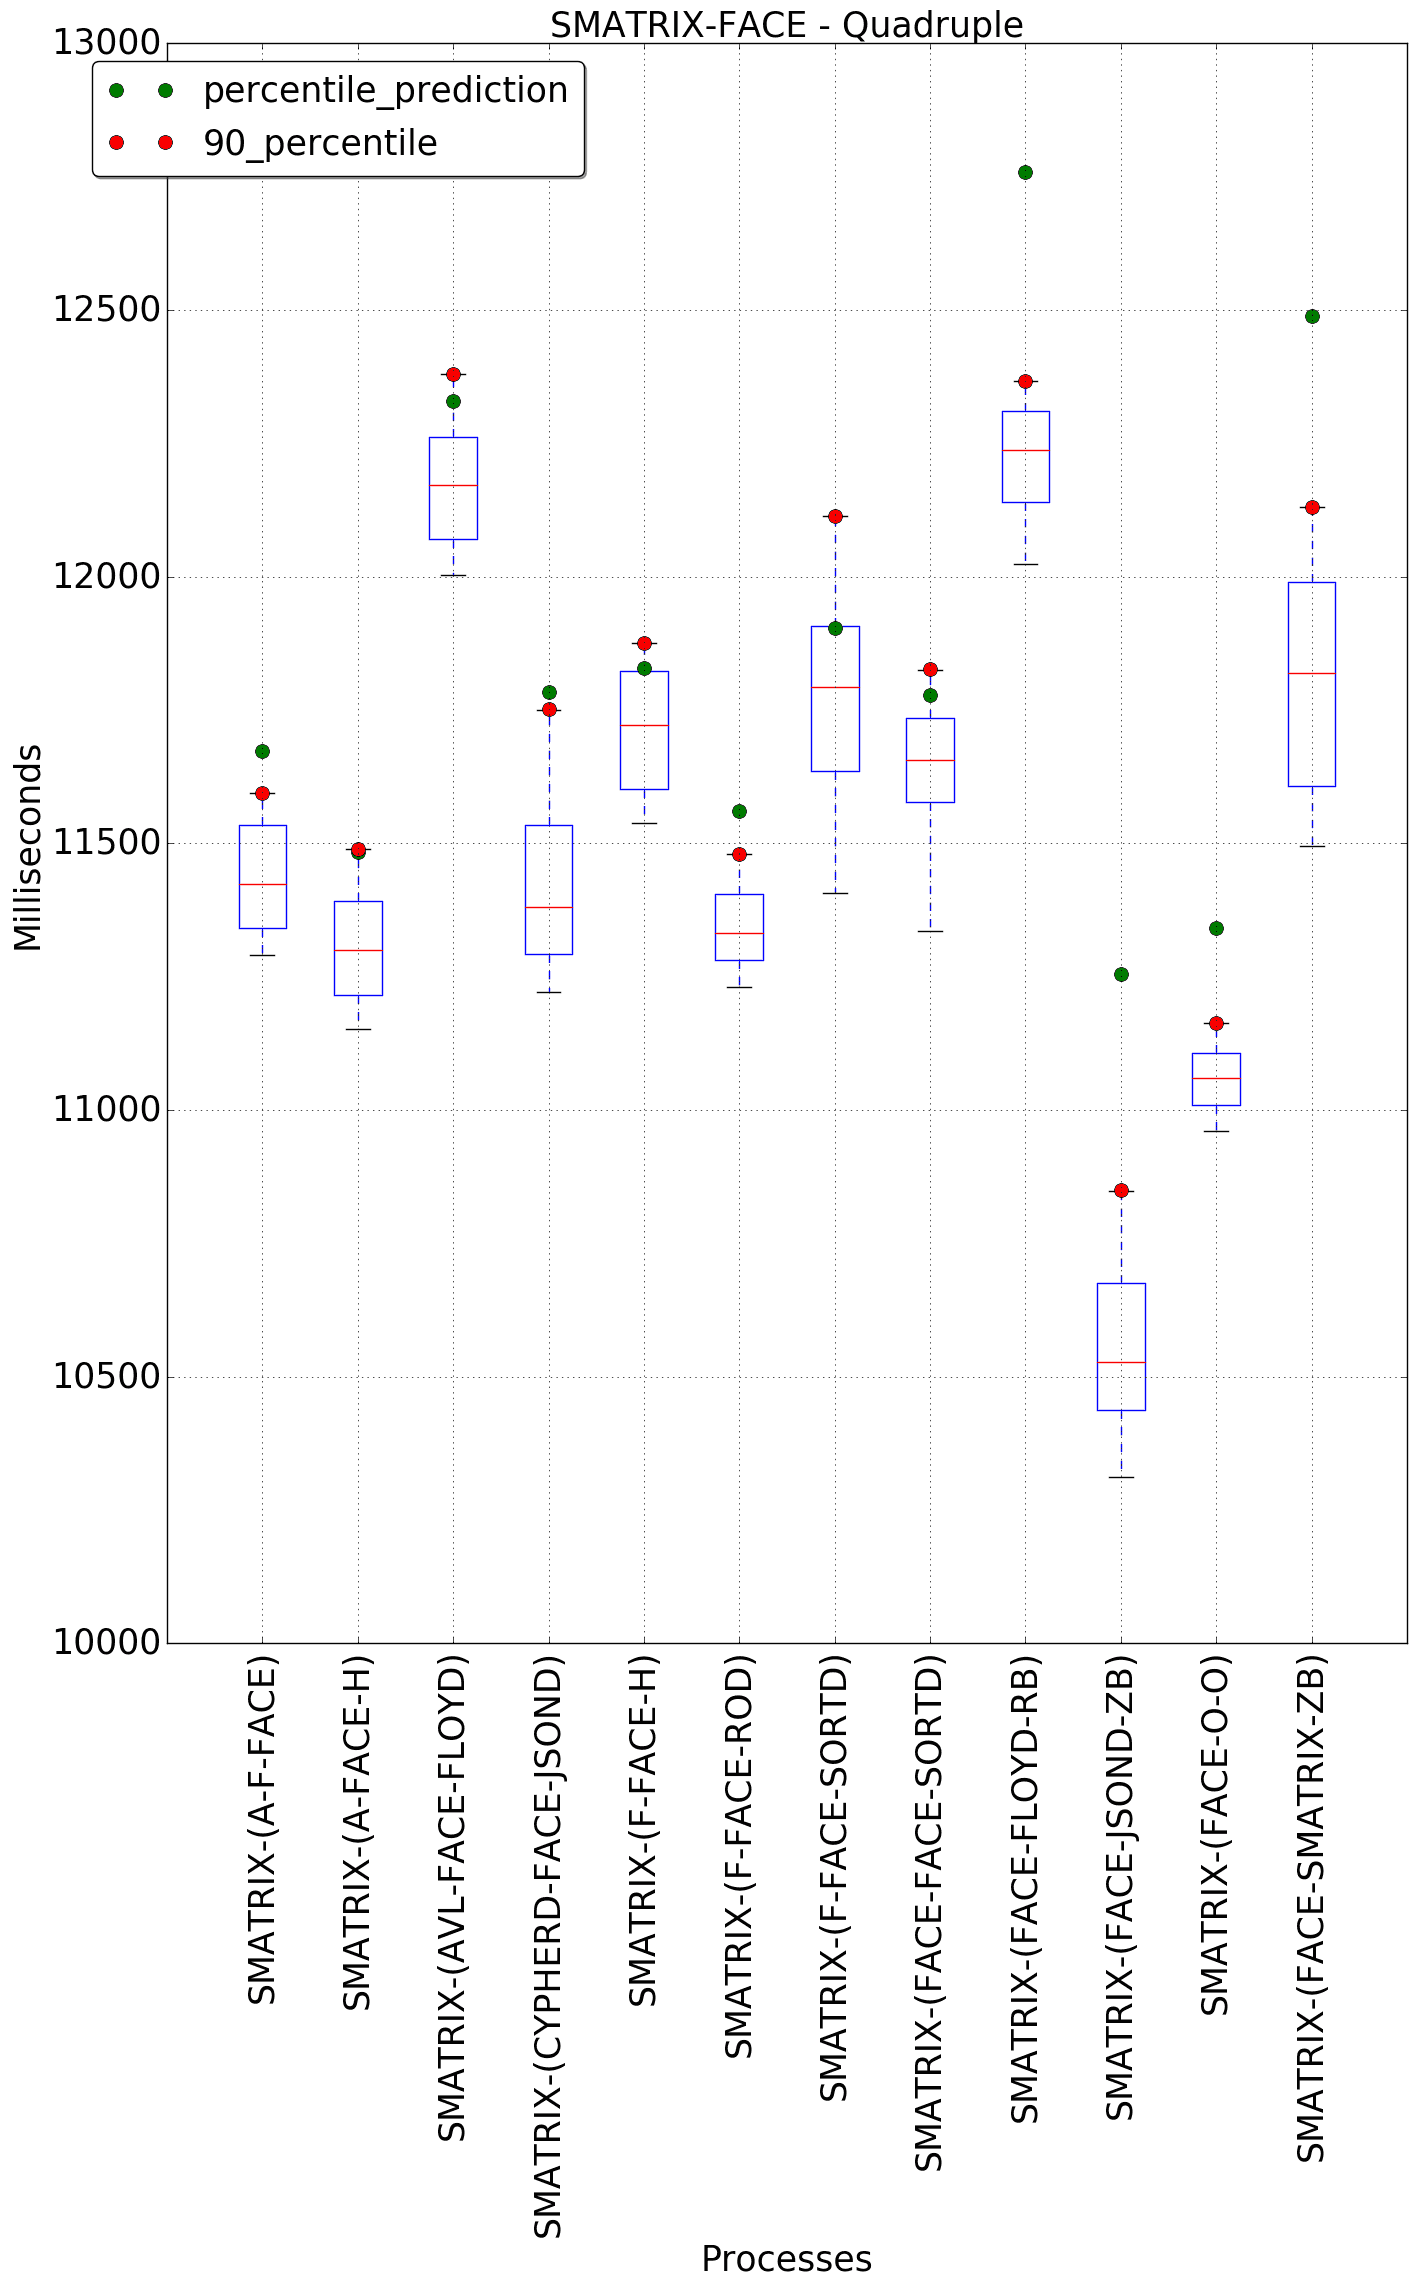 SMATRIX-FACE - Quadruple
13000
percentile_prediction
90_percentile
12500
12000
11500
11000
10500
10000
Milliseconds
SMATRIX-(A-F-FACE)
SMATRIX-(A-FACE-H)
SMATRIX-(AVL-FACE-FLOYD)
SMATRIX-(CYPHERD-FACE-JSOND)
SMATRIX-(F-FACE-H)
SMATRIX-(F-FACE-ROD)
SMATRIX-(F-FACE-SORTD)
SMATRIX-(FACE-FACE-SORTD)
SMATRIX-(FACE-FLOYD-RB)
SMATRIX-(FACE-JSOND-ZB)
SMATRIX-(FACE-O-O)
SMATRIX-(FACE-SMATRIX-ZB)
Processes